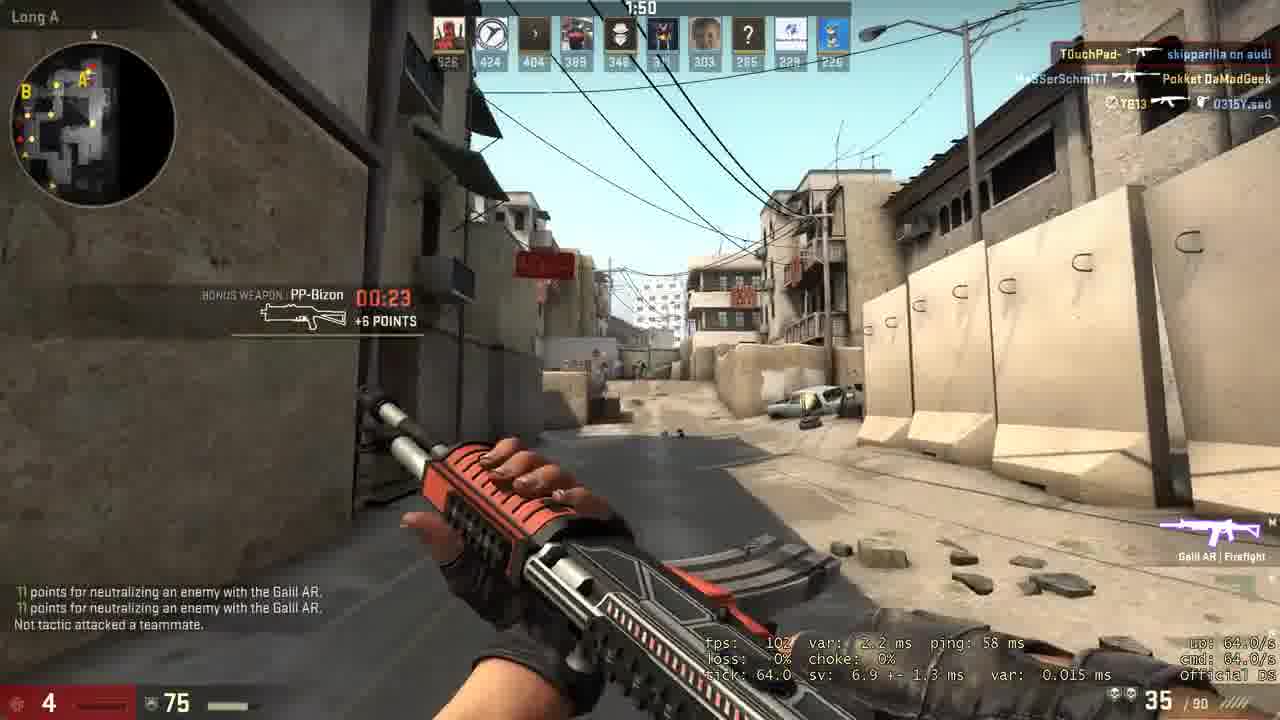 Long A
1:50
526 424 404 389 348 303 265 229 226
TOuchPad- skipparilla on audi
MeSSerSchmiTT Pokket DaMadGeek
YB13 O315Y.sad
A
B
BONUS WEAPON: PP-Bizon 00:23
+6 POINTS
?
Galil AR | Firefight
11 points for neutralizing an enemy with the Galil AR.
11 points for neutralizing an enemy with the Galil AR.
Not tactic attacked a teammate.
fps: 102 var: 2.2 ms ping: 58 ms up: 64.0/s
loss: 0% choke: 0% cmd: 64.0/s
tick: 64.0 sv: 6.9 +- 1.3 ms var: 0.015 ms Official DS
4 75 35 / 90